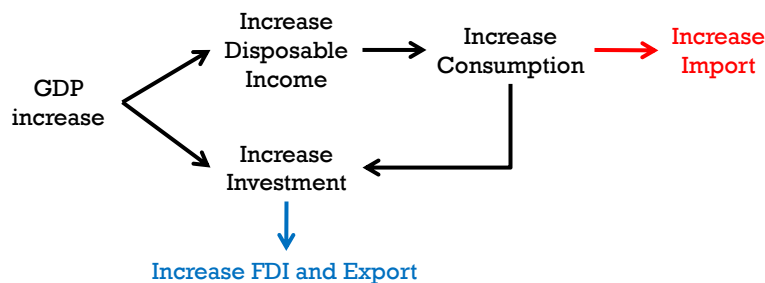 Increase
Disposable
Income
Increase
Consumption
Increase
Import
GDP
increase
Increase
Investment
Increase FDI and Export